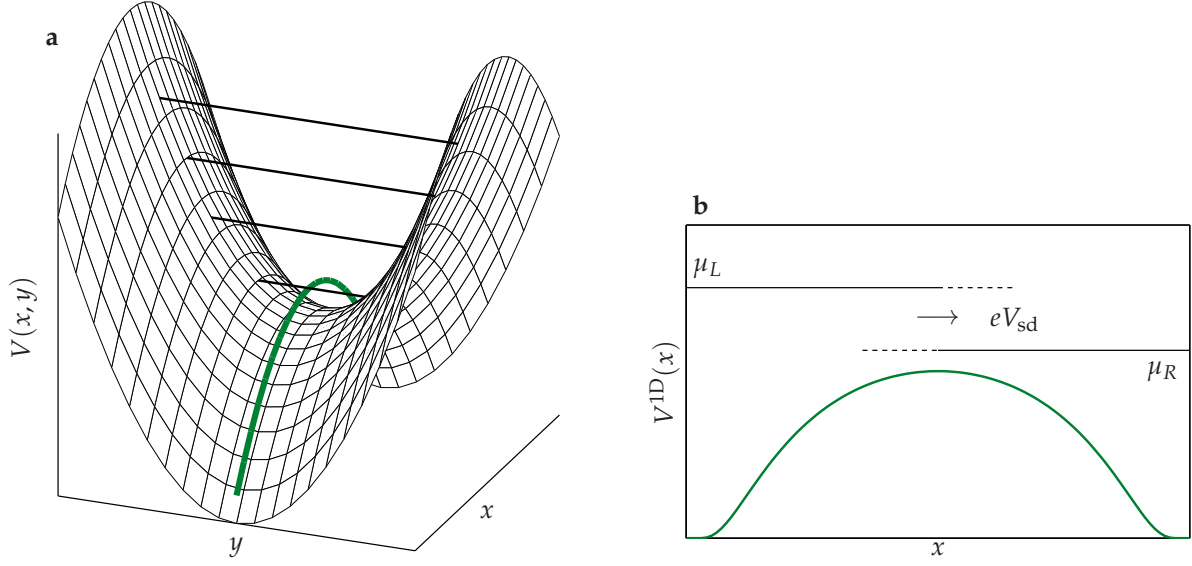 a
V(x, y)
x
y
b
μ_L
eV_sd
μ_R
V^1D(x)
x